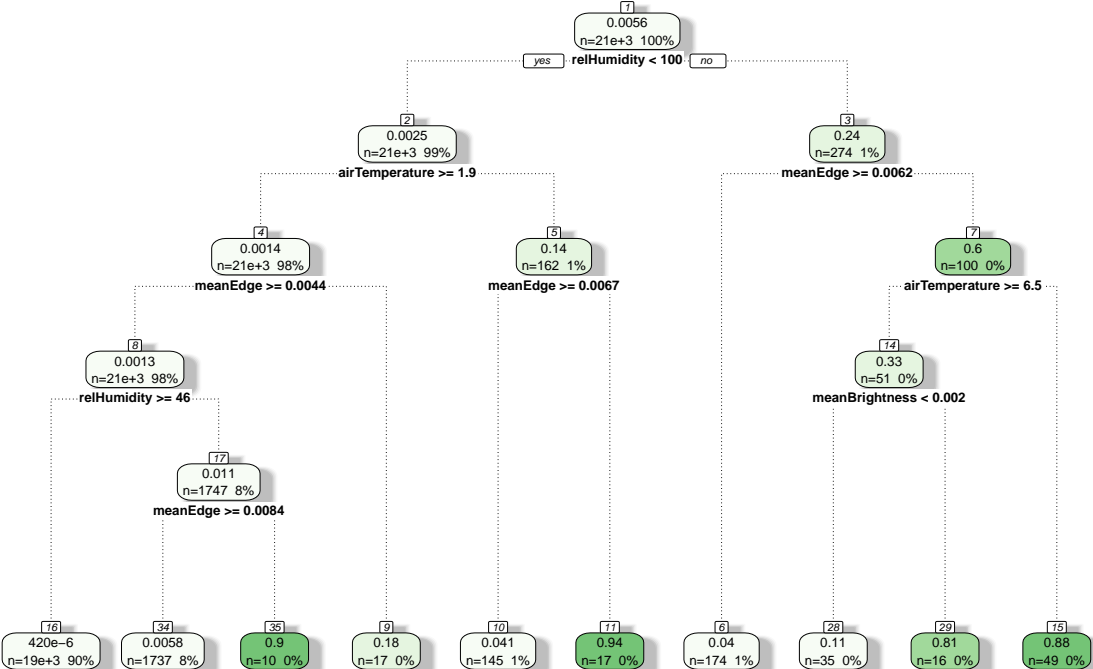 1
0.0056
n=21e+3 100%
yes relHumidity < 100 no
2
0.0025
n=21e+3 99%
airTemperature >= 1.9
3
0.24
n=274 1%
meanEdge >= 0.0062
4
0.0014
n=21e+3 98%
meanEdge >= 0.0044
5
0.14
n=162 1%
meanEdge >= 0.0067
7
0.6
n=100 0%
airTemperature >= 6.5
8
0.0013
n=21e+3 98%
relHumidity >= 46
14
0.33
n=51 0%
meanBrightness < 0.002
17
0.011
n=1747 8%
meanEdge >= 0.0084
16
420e−6
n=19e+3 90%
34
0.0058
n=1737 8%
35
0.9
n=10 0%
9
0.18
n=17 0%
10
0.041
n=145 1%
11
0.94
n=17 0%
6
0.04
n=174 1%
28
0.11
n=35 0%
29
0.81
n=16 0%
15
0.88
n=49 0%